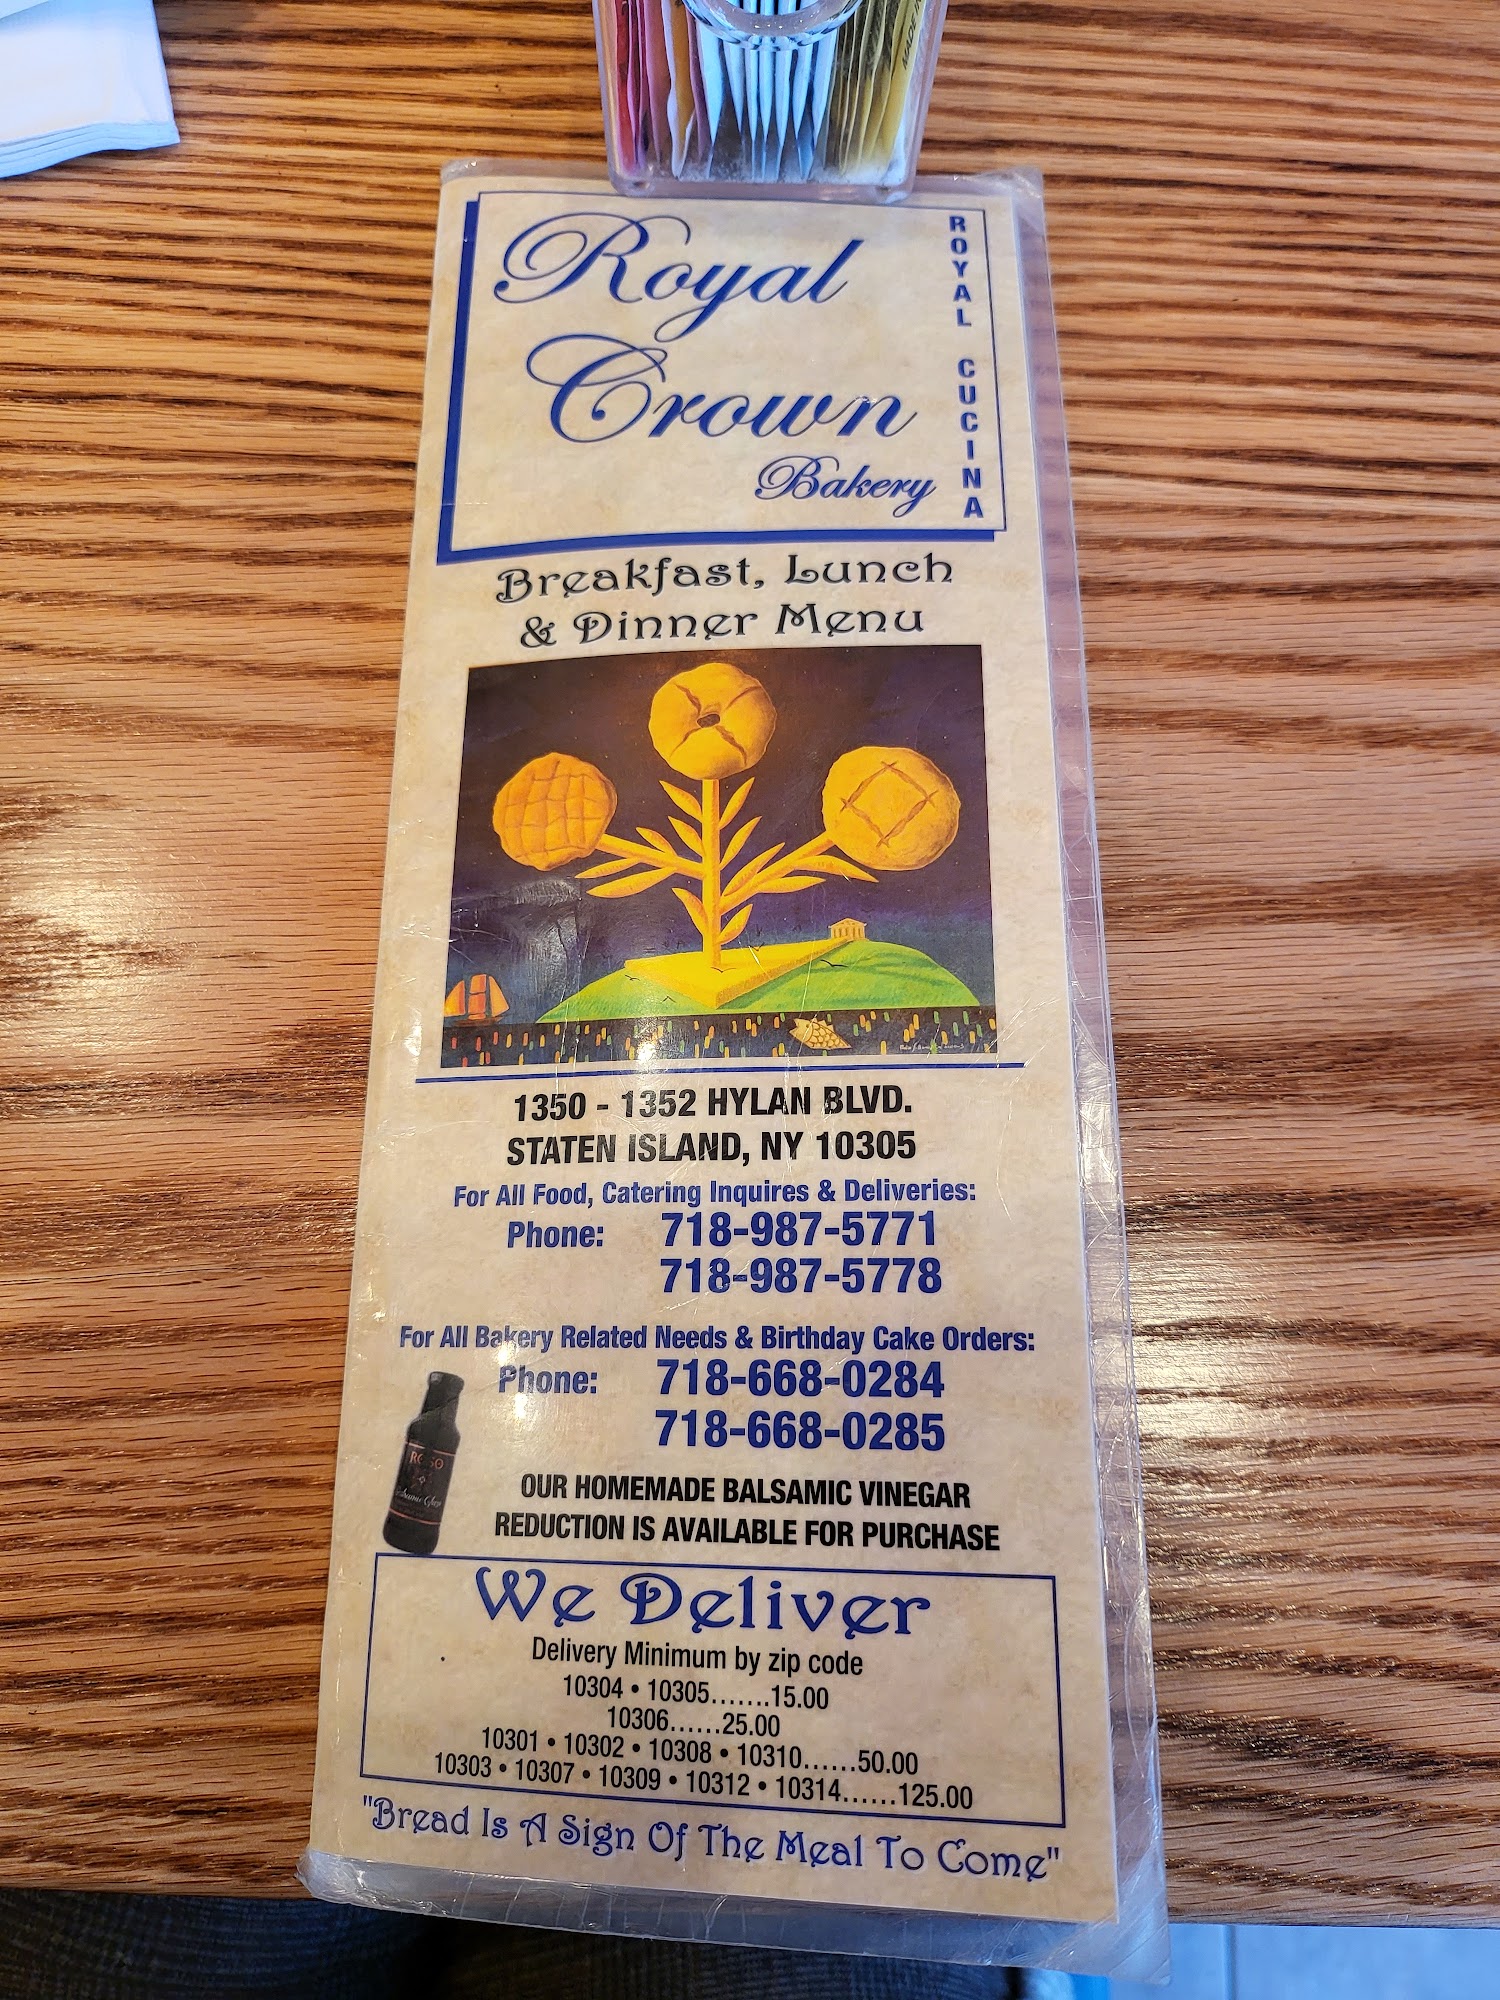 MADE IN
Royal
Crown
Bakery
ROYAL CUCINA
Breakfast, Lunch
& Dinner Menu
1350 - 1352 HYLAN BLVD.
STATEN ISLAND, NY 10305
For All Food, Catering Inquires & Deliveries:
Phone: 718-987-5771
718-987-5778
For All Bakery Related Needs & Birthday Cake Orders:
Phone: 718-668-0284
718-668-0285
OUR HOMEMADE BALSAMIC VINEGAR
REDUCTION IS AVAILABLE FOR PURCHASE
We Deliver
Delivery Minimum by zip code
10304 • 10305.......15.00
10306......25.00
10301 • 10302 • 10308 • 10310......50.00
10303 • 10307 • 10309 • 10312 • 10314......125.00
"Bread Is A Sign Of The Meal To Come"